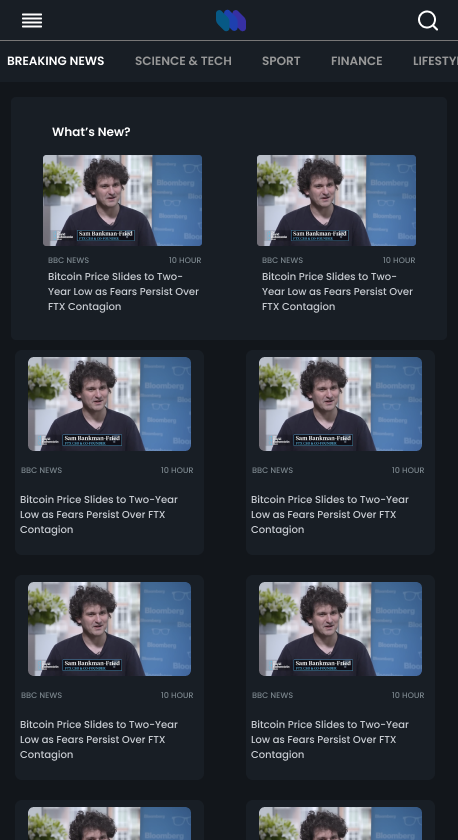 BREAKING NEWS SCIENCE & TECH SPORT FINANCE LIFESTY
What's New?
Bloomberg
Sam Bankman-Fried
FTX CEO & CO-FOUNDER
BBC NEWS 10 HOUR
Bitcoin Price Slides to Two-
Year Low as Fears Persist Over
FTX Contagion
Bloomberg
Sam Bankman-Fried
FTX CEO & CO-FOUNDER
BBC NEWS 10 HOUR
Bitcoin Price Slides to Two-
Year Low as Fears Persist Over
FTX Contagion
Bloomberg
Sam Bankman-Fried
FTX CEO & CO-FOUNDER
BBC NEWS 10 HOUR
Bitcoin Price Slides to Two-Year
Low as Fears Persist Over FTX
Contagion
Bloomberg
Sam Bankman-Fried
FTX CEO & CO-FOUNDER
BBC NEWS 10 HOUR
Bitcoin Price Slides to Two-Year
Low as Fears Persist Over FTX
Contagion
Bloomberg
Sam Bankman-Fried
FTX CEO & CO-FOUNDER
BBC NEWS 10 HOUR
Bitcoin Price Slides to Two-Year
Low as Fears Persist Over FTX
Contagion
Bloomberg
Sam Bankman-Fried
FTX CEO & CO-FOUNDER
BBC NEWS 10 HOUR
Bitcoin Price Slides to Two-Year
Low as Fears Persist Over FTX
Contagion